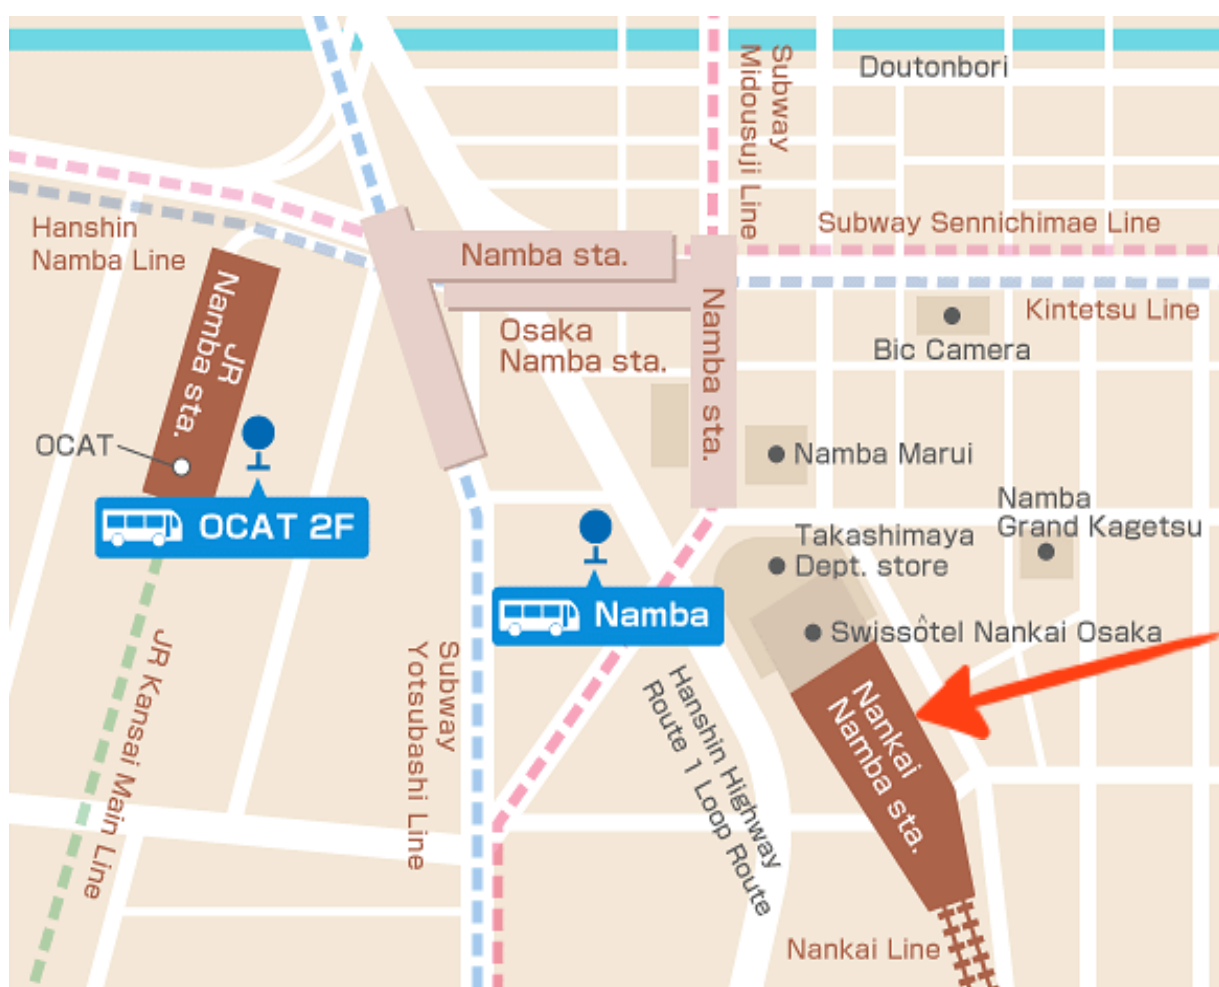 Doutonbori
Subway
Midousuji Line
Hanshin
Namba Line
Subway Sennichimae Line
Namba sta.
Kintetsu Line
JR
Namba sta.
Osaka
Namba sta.
Namba sta.
Bic Camera
OCAT
Namba Marui
OCAT 2F
Namba
Grand Kagetsu
Takashimaya
Dept. store
Namba
Swissôtel Nankai Osaka
JR Kansai Main Line
Subway
Yotsubashi Line
Hanshin Highway
Route 1 Loop Route
Nankai
Namba sta.
Nankai Line